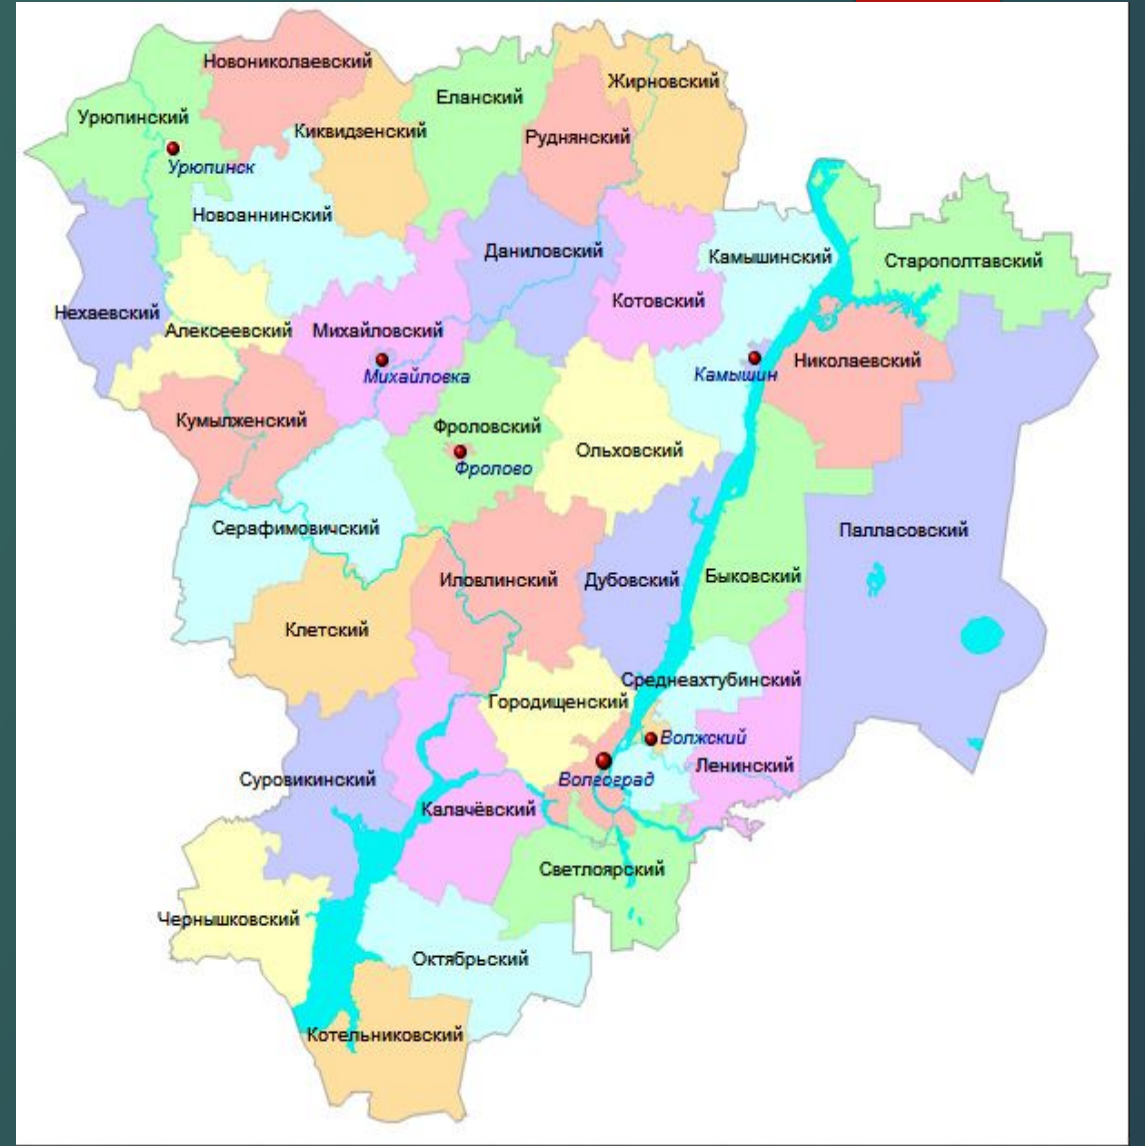 Новониколаевский
Жирновский
Еланский
Урюпинский
Киквидзенский
Руднянский
Урюпинск
Новоаннинский
Даниловский
Камышинский
Старополтавский
Котовский
Нехаевский
Алексеевский
Михайловский
Николаевский
Михайловка
Камышин
Кумылженский
Фроловский
Ольховский
Фролово
Серафимовичский
Палласовский
Иловлинский
Дубовский
Быковский
Клетский
Среднеахтубинский
Городищенский
Волжский
Ленинский
Суровикинский
Волгоград
Калачёвский
Светлоярский
Чернышковский
Октябрьский
Котельниковский